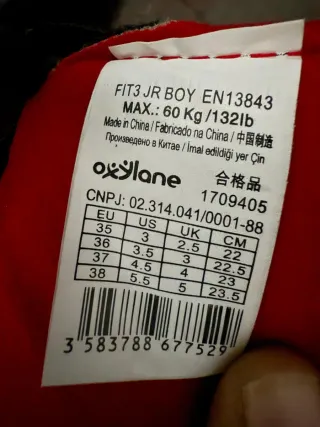 FIT3 JR BOY EN13843
MAX.: 60 Kg /132lb
Made in China / Fabricado na China / 中国制造
Произведено в Китае / İmal edildiği yer Çin
oxylane 合格品
1709405
CNPJ: 02.314.041/0001-88
EU US UK CM
35 3 2.5 22
36 3.5 3 22.5
37 4.5 4 23
38 5.5 5 23.5
3 583788 677529